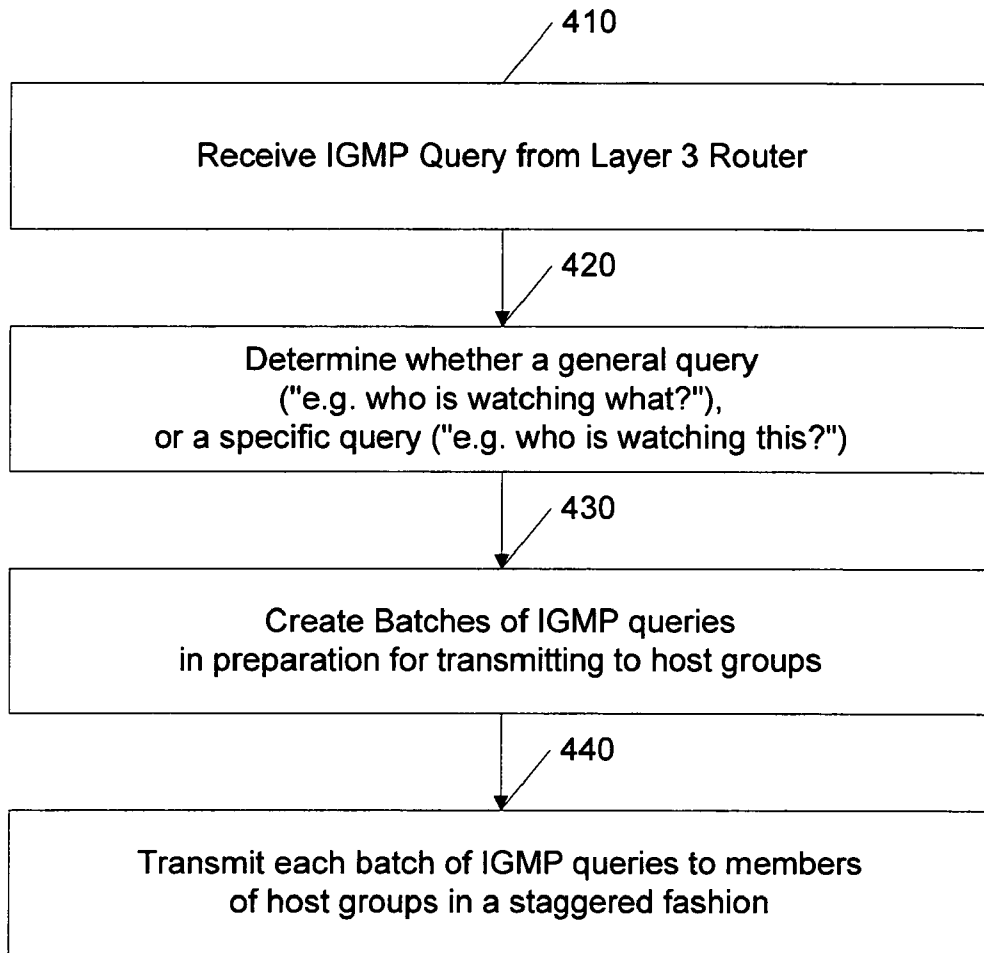 410
Receive IGMP Query from Layer 3 Router
420
Determine whether a general query
("e.g. who is watching what?"),
or a specific query ("e.g. who is watching this?")
430
Create Batches of IGMP queries
in preparation for transmitting to host groups
440
Transmit each batch of IGMP queries to members
of host groups in a staggered fashion